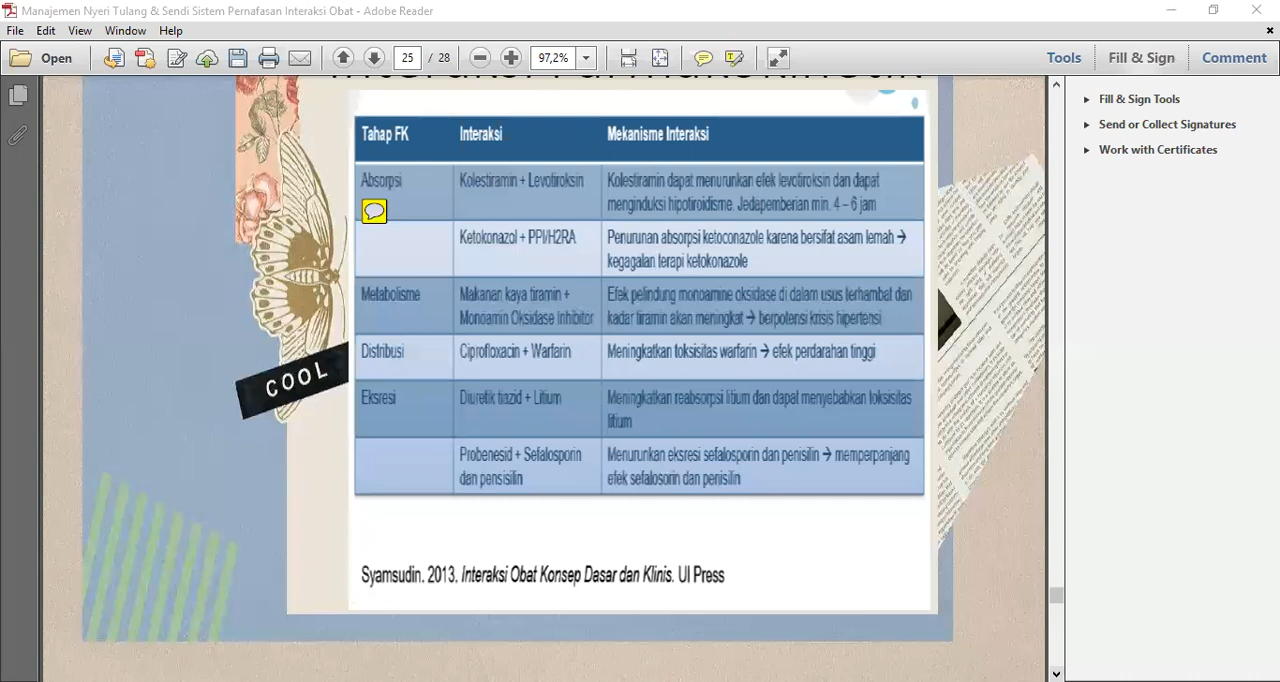 Manajemen Nyeri Tulang & Sendi Sistem Pernafasan Interaksi Obat - Adobe Reader
File Edit View Window Help
Open 25 / 28 97,2% Tools Fill & Sign Comment
Fill & Sign Tools
Send or Collect Signatures
Work with Certificates
Tahap FK Interaksi Mekanisme Interaksi
Absorpsi Kolestiramin + Levotiroksin Kolestiramin dapat menurunkan efek levotiroksin dan dapat
menginduksi hipotiroidisme. Jedapemberian min. 4 – 6 jam
Ketokonazol + PPI/H2RA Penurunan absorpsi ketoconazole karena bersifat asam lemah →
kegagalan terapi ketokonazole
Metabolisme Makanan kaya tiramin + Efek pelindung monoamine oksidase di dalam usus terhambat dan
Monoamin Oksidase Inhibitor kadar tiramin akan meningkat → berpotensi krisis hipertensi
Distribusi Ciprofloxacin + Warfarin Meningkatkan toksisitas warfarin → efek perdarahan tinggi
Eksresi Diuretik tiazid + Litium Meningkatkan reabsorpsi litium dan dapat menyebabkan toksisitas
litium
Probenesid + Sefalosporin Menurunkan eksresi sefalosporin dan penisilin → memperpanjang
dan pensisilin efek sefalosorin dan penisilin
COOL
Syamsudin. 2013. Interaksi Obat Konsep Dasar dan Klinis. UI Press